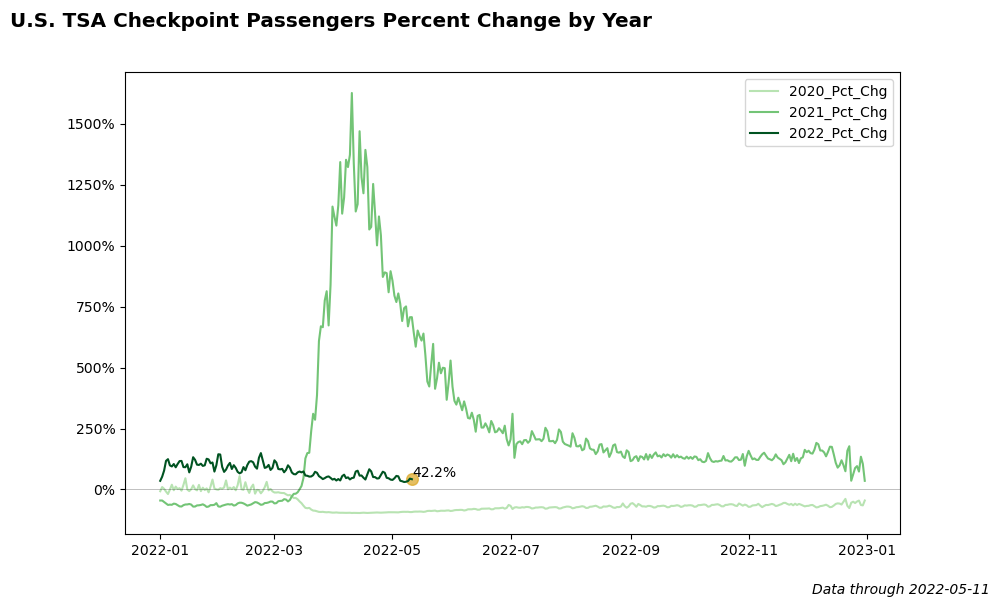 U.S. TSA Checkpoint Passengers Percent Change by Year
2020_Pct_Chg
2021_Pct_Chg
2022_Pct_Chg
1500%
1250%
1000%
750%
500%
250%
0%
42.2%
2022-01 2022-03 2022-05 2022-07 2022-09 2022-11 2023-01
Data through 2022-05-11